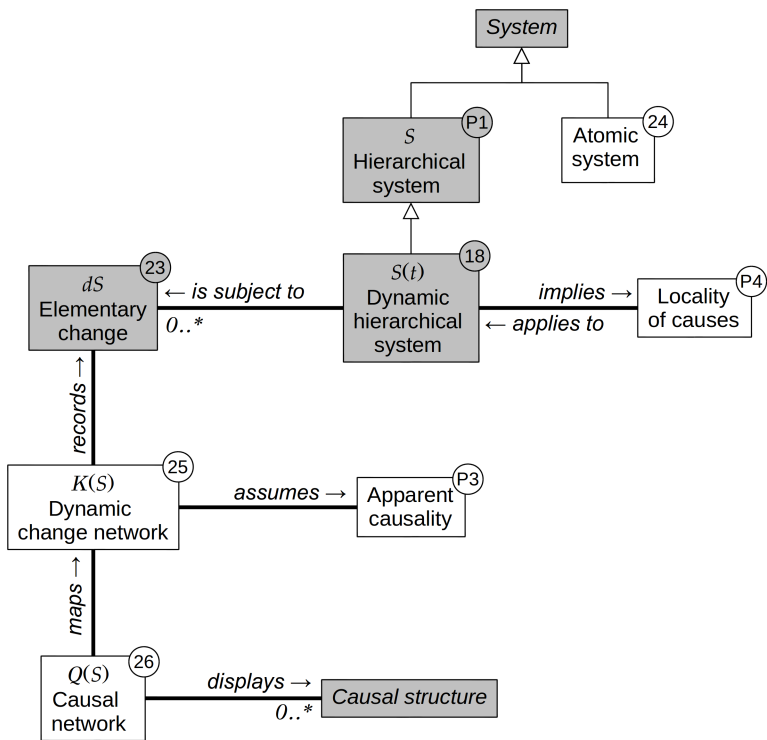 System
P1
S
Hierarchical
system
24
Atomic
system
23
dS
Elementary
change
← is subject to
0..*
18
S(t)
Dynamic
hierarchical
system
implies →
← applies to
P4
Locality
of causes
records →
25
K(S)
Dynamic
change network
assumes →
P3
Apparent
causality
maps →
26
Q(S)
Causal
network
displays →
0..*
Causal structure